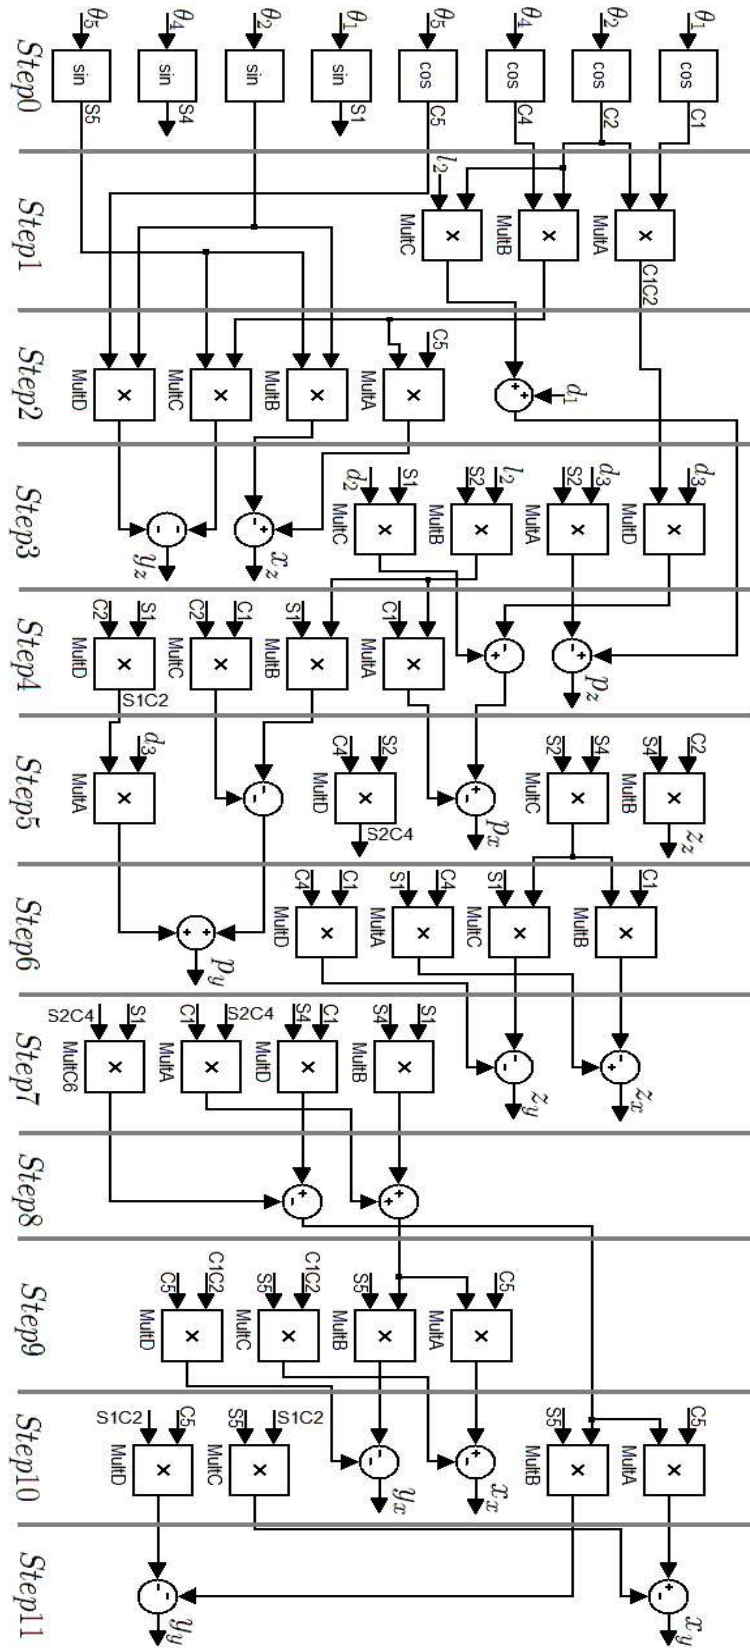 θ1
cos
C1
θ2
cos
C2
θ4
cos
C4
θ5
cos
C5
θ1
sin
S1
θ2
sin
θ4
sin
S4
θ5
sin
S5
Step0
×
MultA
C1C2
×
MultB
l2
×
MultC
Step1
d1
+
+
C5
×
MultA
×
MultB
×
MultC
×
MultD
Step2
d3
×
MultD
d3
S2
×
MultA
l2
S2
×
MultB
S1
d2
×
MultC
+
-
xz
-
-
yz
Step3
+
-
pz
-
+
C1
×
MultA
S1
×
MultB
C1
C2
×
MultC
S1
C2
×
MultD
S1C2
Step4
C2
S4
×
MultB
zz
S4
S2
×
MultC
+
-
px
S2
C4
×
MultD
S2C4
-
-
d3
×
MultA
Step5
C1
×
MultB
S1
×
MultC
C4
S1
×
MultA
C1
C4
×
MultD
+
+
py
Step6
-
+
zx
-
-
zy
S1
S4
×
MultB
C1
S4
×
MultD
S2C4
C1
×
MultA
S1
S2C4
×
MultC6
Step7
+
+
+
-
Step8
C5
×
MultA
S5
×
MultB
C1C2
S5
×
MultC
C1C2
C5
×
MultD
Step9
C5
×
MultA
S5
×
MultB
+
-
xx
-
-
yx
S1C2
S5
×
MultC
C5
S1C2
×
MultD
Step10
+
-
xy
-
-
yy
Step11